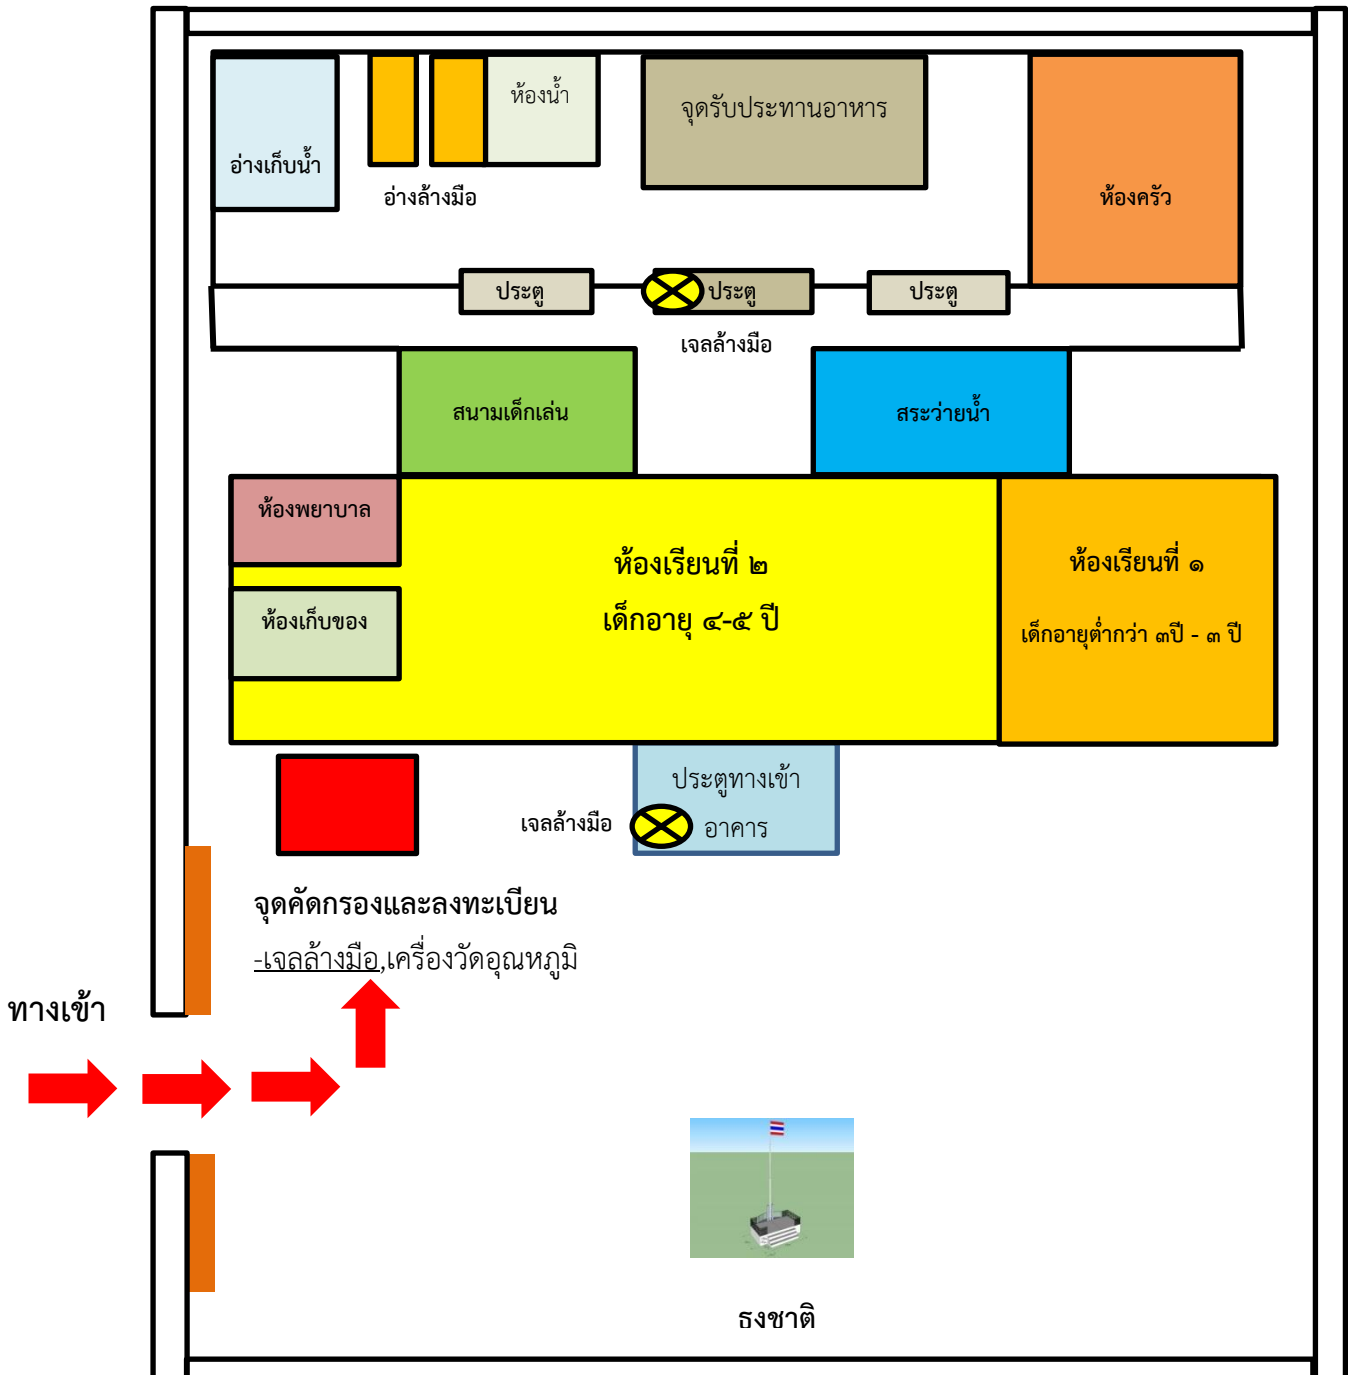 ห้องน้ำ
จุดรับประทานอาหาร
อ่างเก็บน้ำ
อ่างล้างมือ
ห้องครัว
ประตู
ประตู
ประตู
เจลล้างมือ
สนามเด็กเล่น
สระว่ายน้ำ
ห้องพยาบาล
ห้องเรียนที่ ๒
ห้องเรียนที่ ๑
ห้องเก็บของ
เด็กอายุ ๔-๕ ปี
เด็กอายุต่ำกว่า ๓ปี - ๓ ปี
ประตูทางเข้า
เจลล้างมือ
อาคาร
จุดคัดกรองและลงทะเบียน
-เจลล้างมือ,เครื่องวัดอุณหภูมิ
ทางเข้า
ธงชาติ